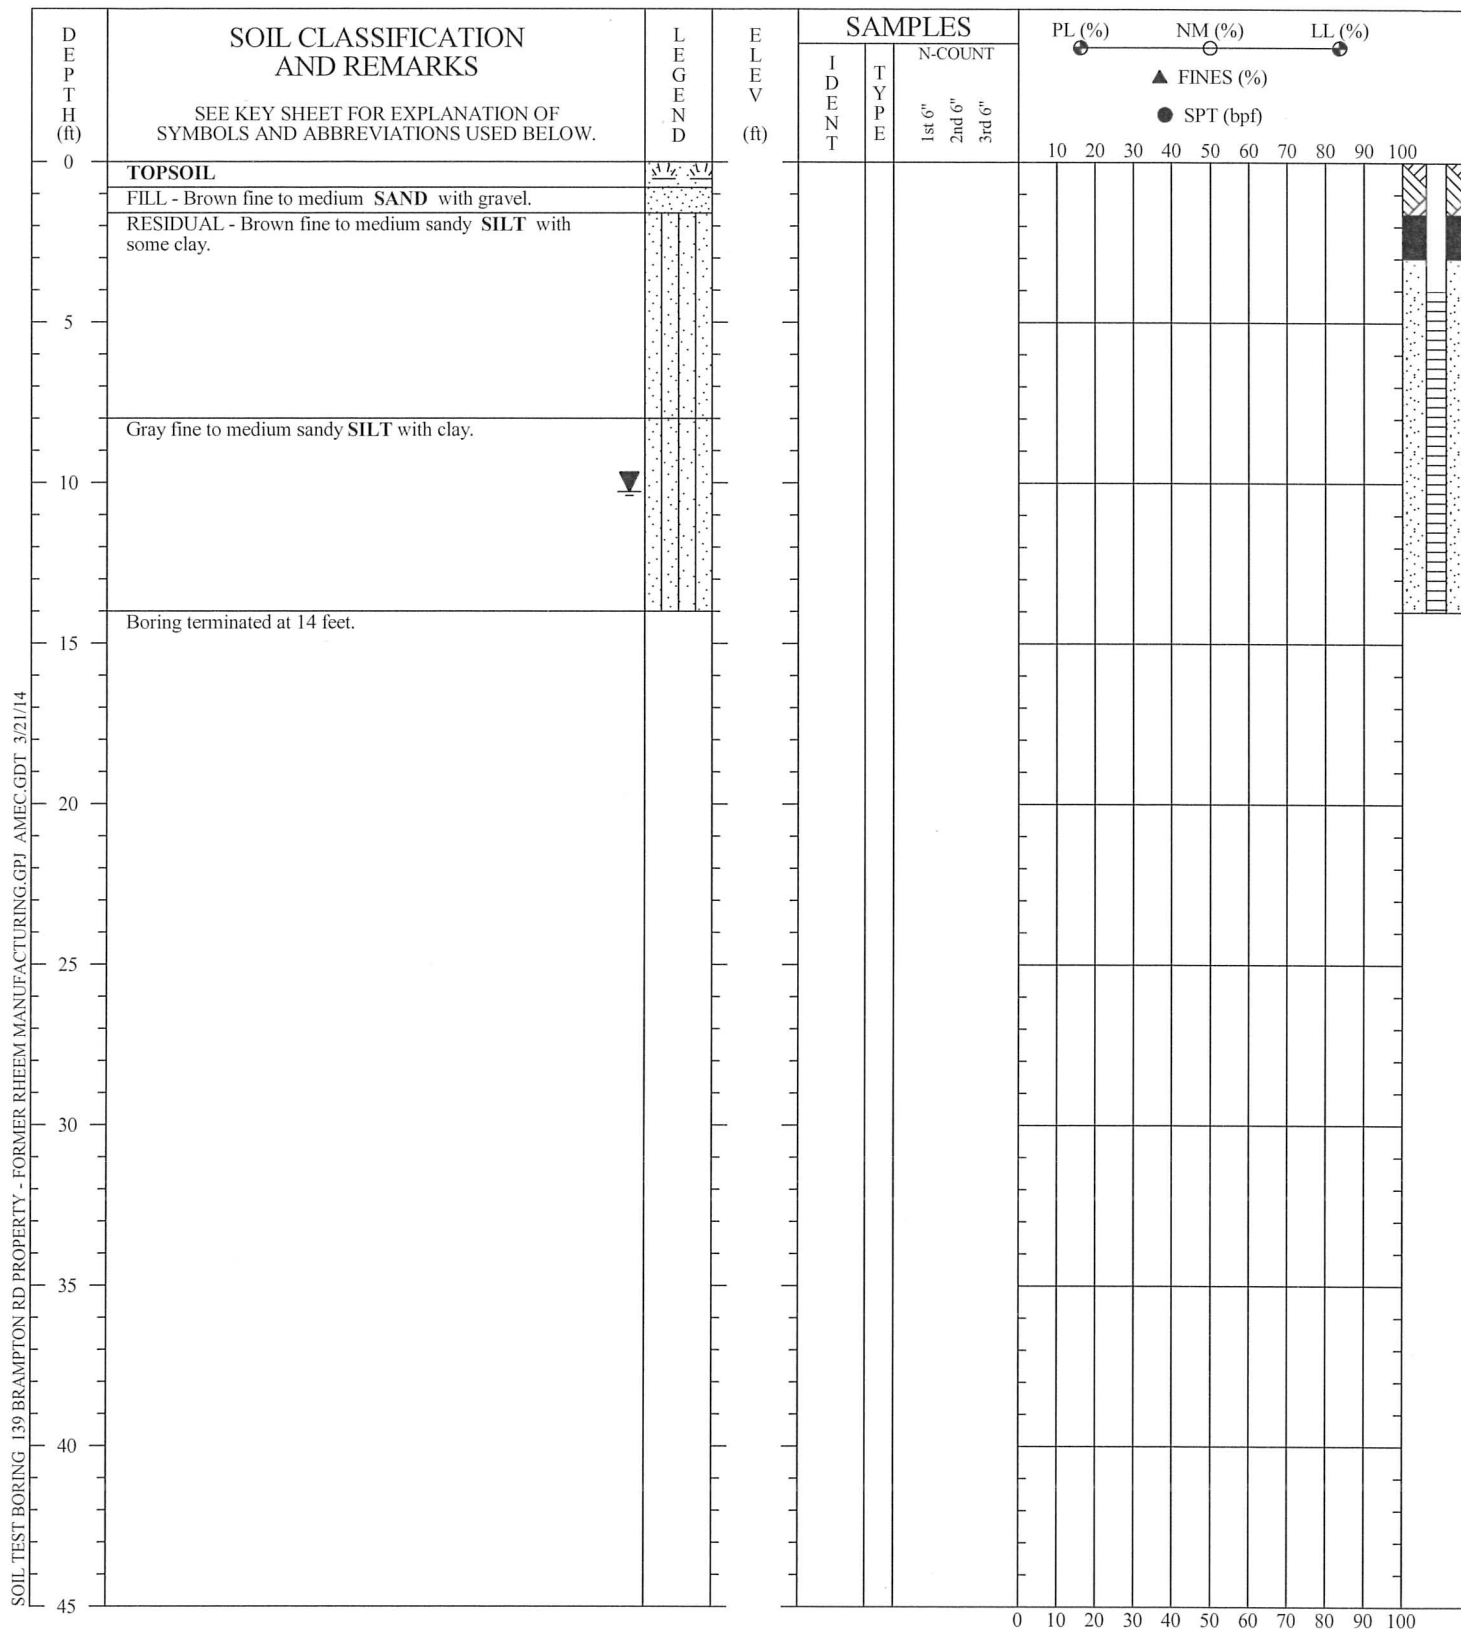 DEPTH
(ft)
SOIL CLASSIFICATION
AND REMARKS
SEE KEY SHEET FOR EXPLANATION OF
SYMBOLS AND ABBREVIATIONS USED BELOW.
LEGEND
ELEV
(ft)
SAMPLES
IDENT
TYPE
N-COUNT
1st 6"
2nd 6"
3rd 6"
PL (%) NM (%) LL (%)
▲ FINES (%)
● SPT (bpf)
10 20 30 40 50 60 70 80 90 100
0
TOPSOIL
FILL - Brown fine to medium SAND with gravel.
RESIDUAL - Brown fine to medium sandy SILT with
some clay.
5
Gray fine to medium sandy SILT with clay.
10
Boring terminated at 14 feet.
15
20
25
30
35
40
45
0 10 20 30 40 50 60 70 80 90 100
SOIL TEST BORING 139 BRAMPTON RD PROPERTY - FORMER RHEEM MANUFACTURING.GPJ AMEC.GDT 3/21/14